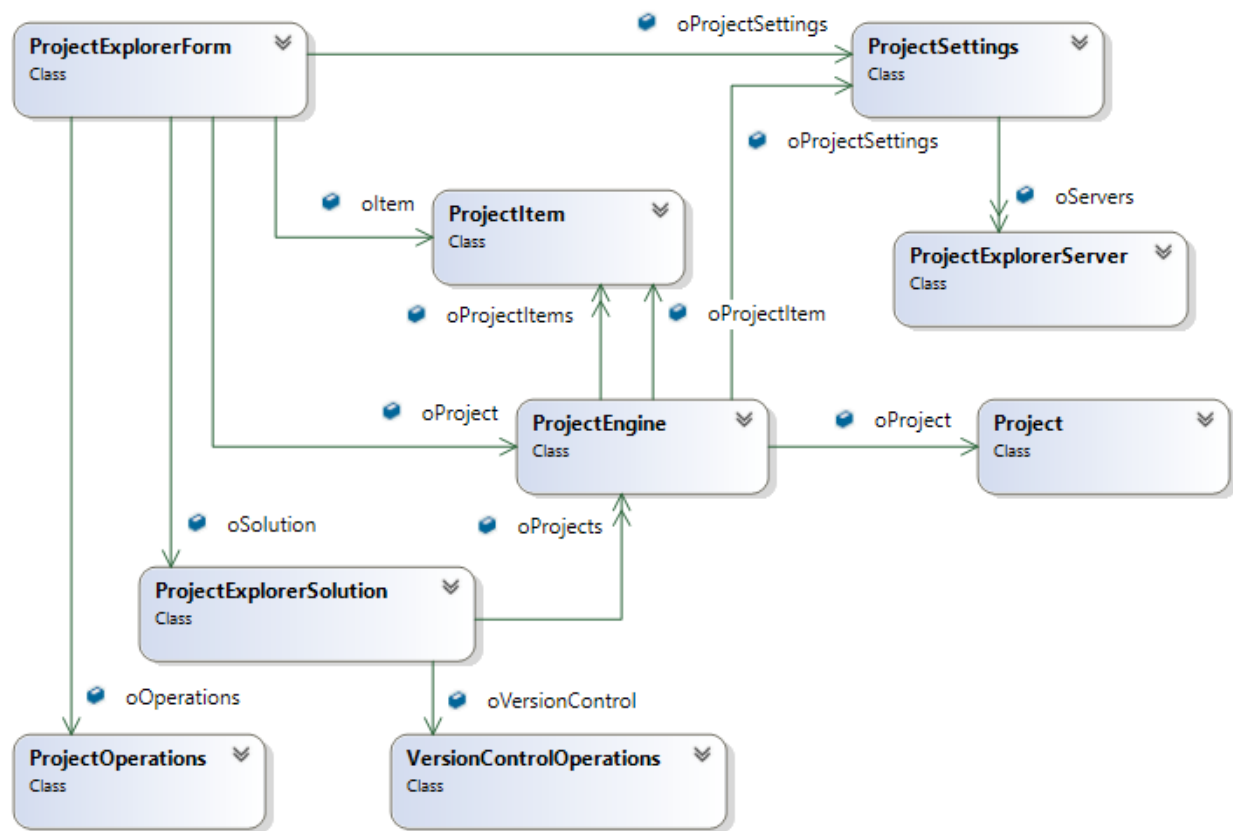 ProjectExplorerForm
Class
oProjectSettings
ProjectSettings
Class
oProjectSettings
oItem
ProjectItem
Class
oServers
ProjectExplorerServer
Class
oProjectItems
oProjectItem
oProject
ProjectEngine
Class
oProject
Project
Class
oSolution
oProjects
ProjectExplorerSolution
Class
oOperations
oVersionControl
ProjectOperations
Class
VersionControlOperations
Class